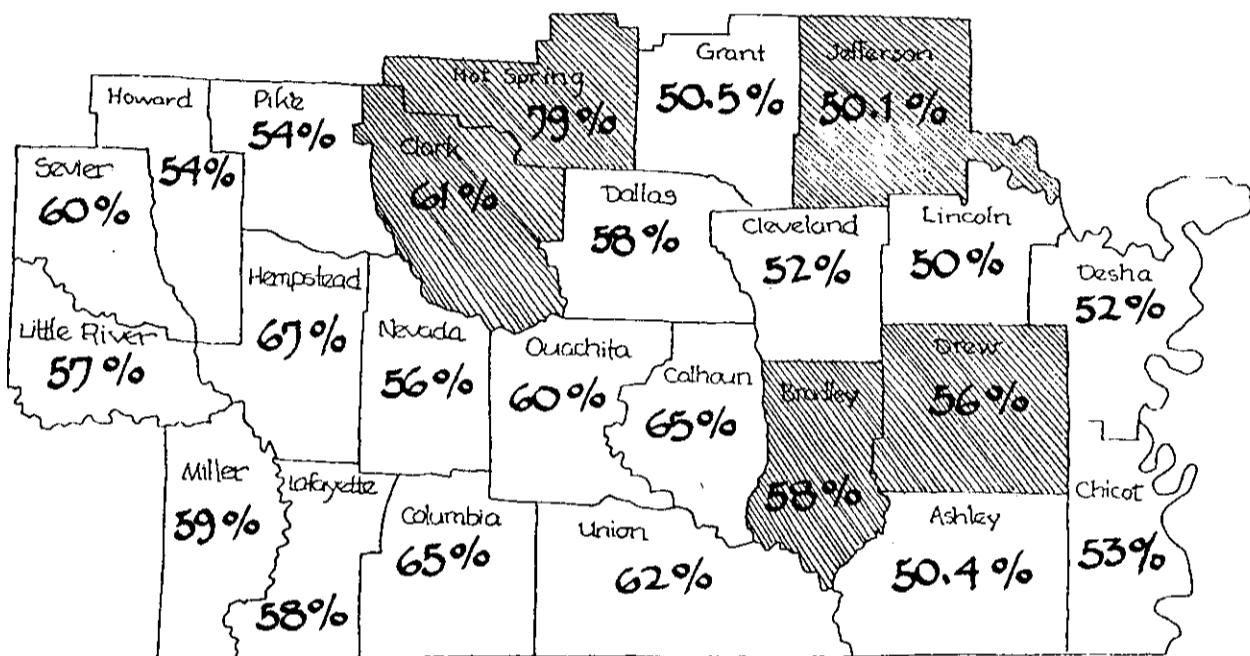 Grant
50.5%
Jefferson
50.1%
Hot Spring
79%
Howard
54%
Pike
54%
Clark
61%
Sevier
60%
Dallas
58%
Cleveland
52%
Lincoln
50%
Desha
52%
Hempstead
67%
Little River
57%
Nevada
56%
Ouachita
60%
Calhoun
65%
Bradley
58%
Drew
56%
Miller
59%
Lafayette
58%
Columbia
65%
Union
62%
Ashley
50.4%
Chicot
53%